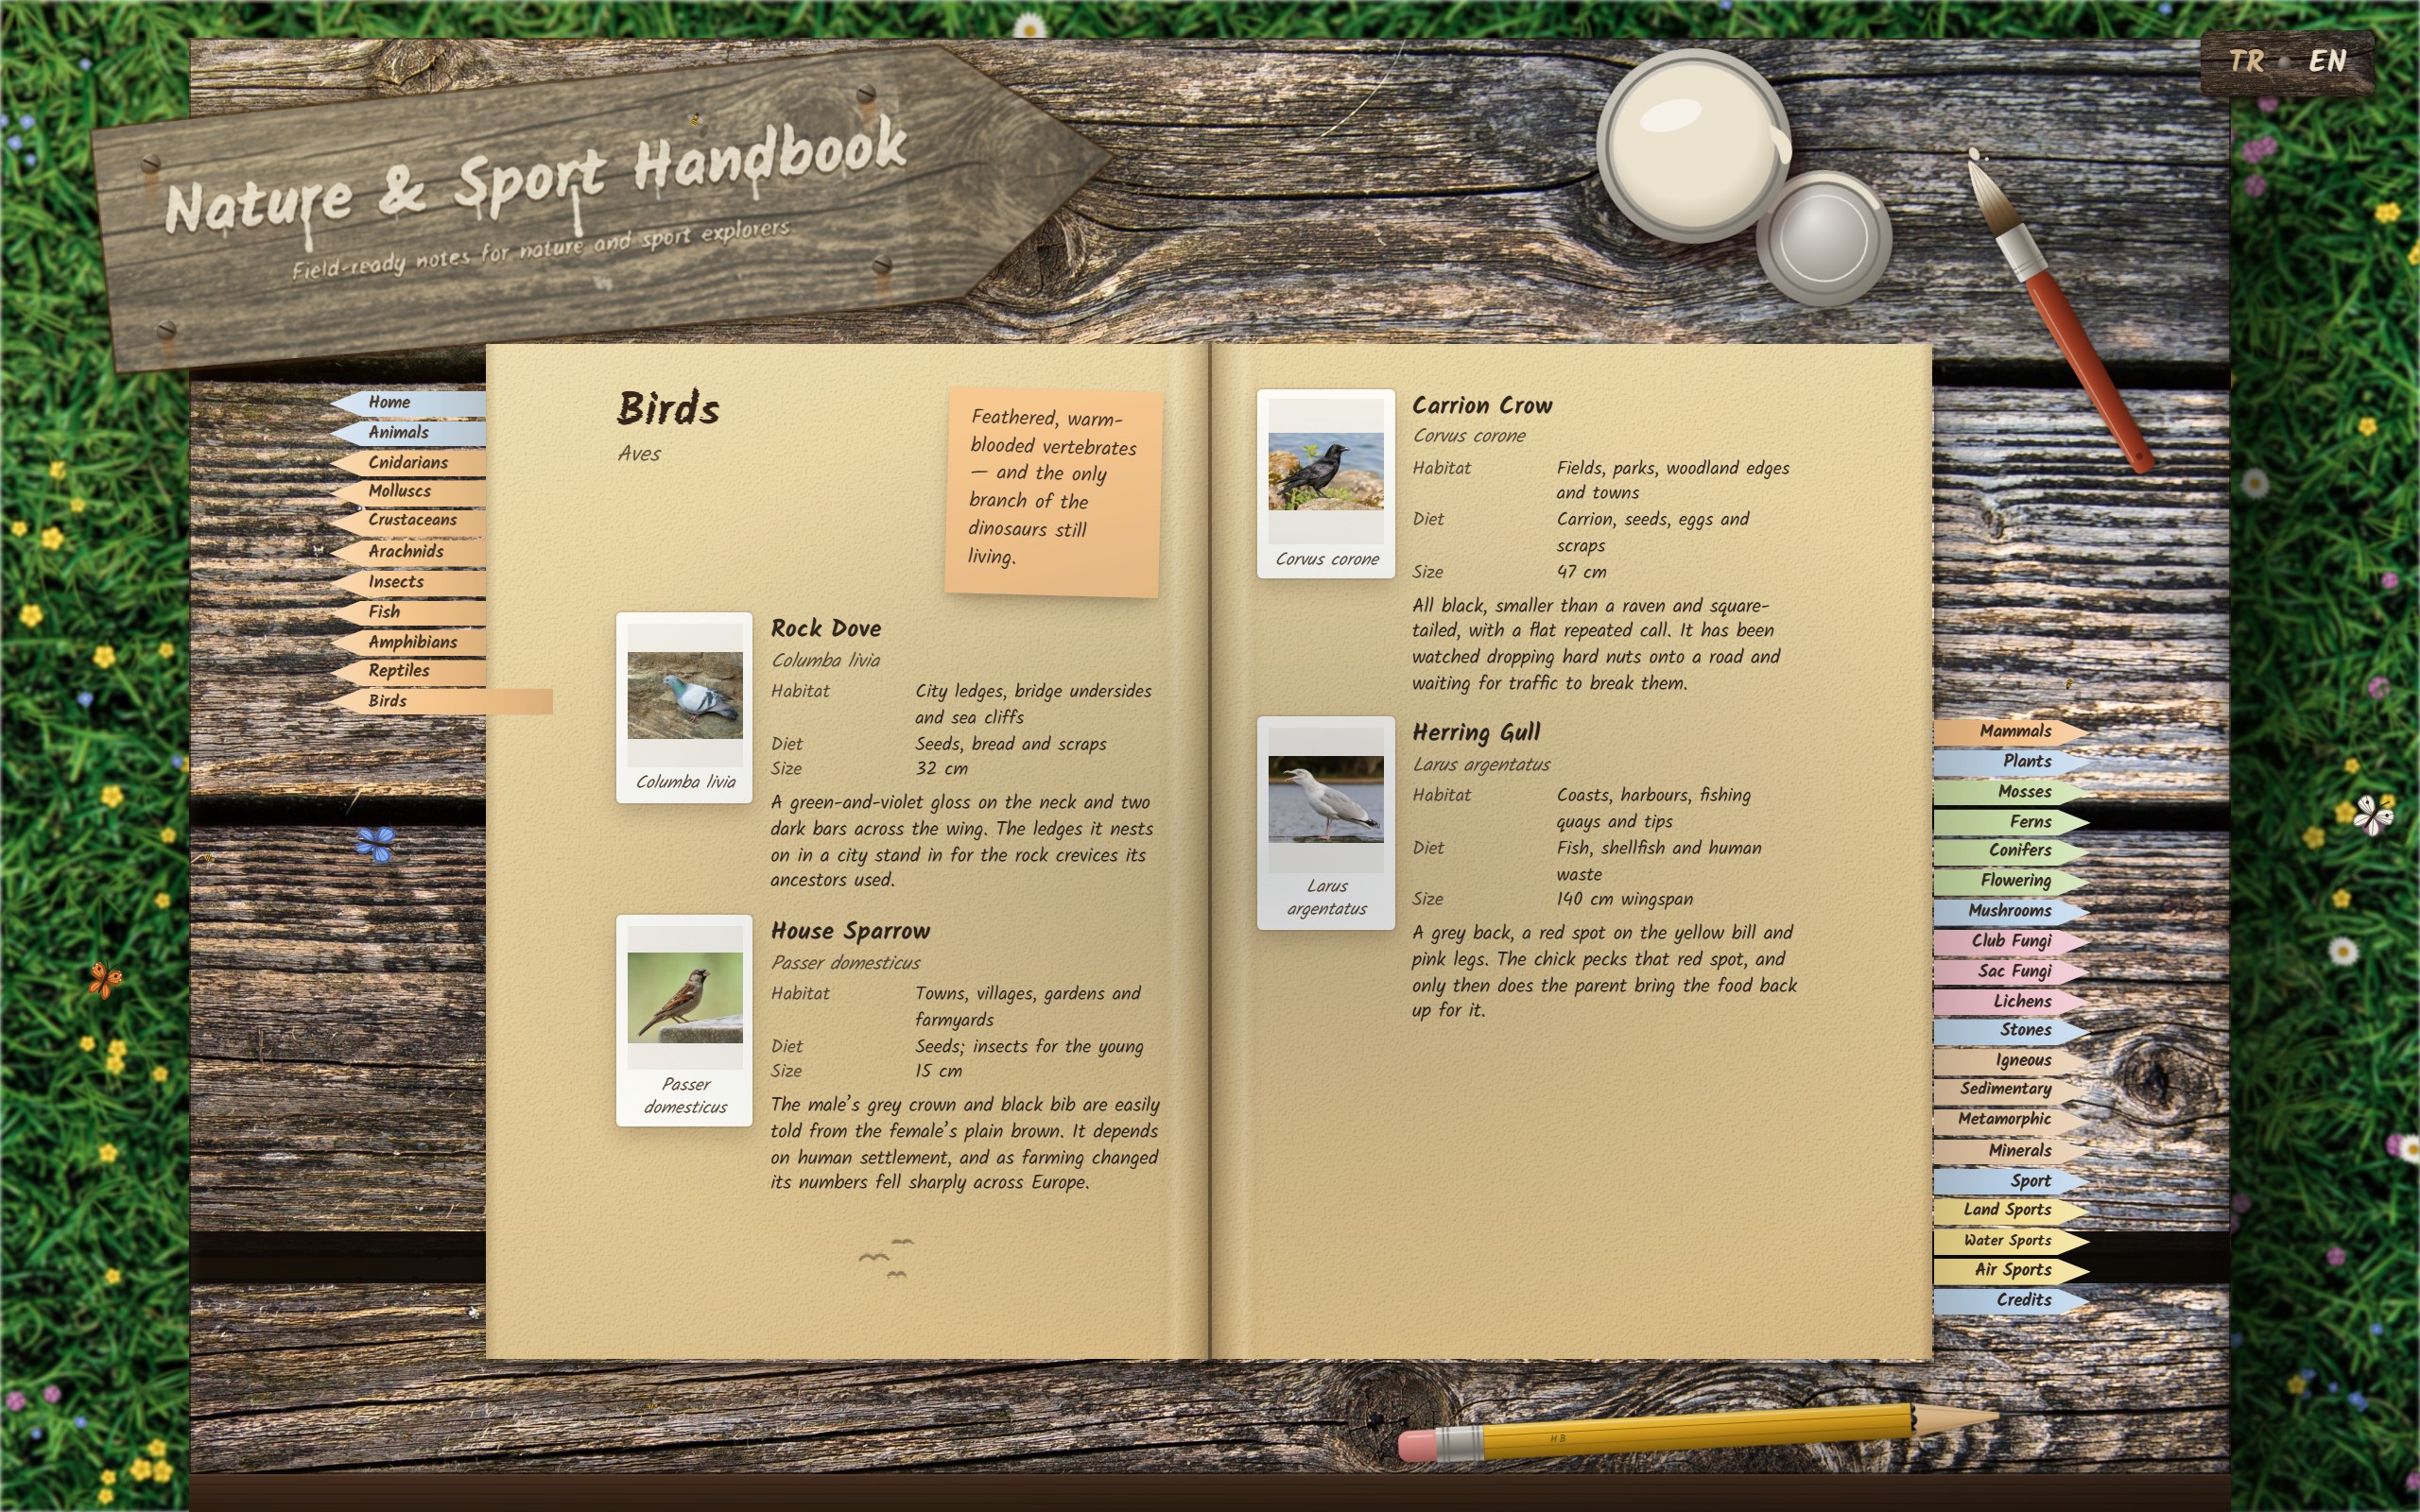 TR • EN
Nature & Sport Handbook
Field-ready notes for nature and sport explorers
Home
Animals
Cnidarians
Molluscs
Crustaceans
Arachnids
Insects
Fish
Amphibians
Reptiles
Birds
Birds
Aves
Feathered, warm-
blooded vertebrates
— and the only
branch of the
dinosaurs still
living.
Columba livia
Rock Dove
Columba livia
Habitat City ledges, bridge undersides
and sea cliffs
Diet Seeds, bread and scraps
Size 32 cm
A green-and-violet gloss on the neck and two
dark bars across the wing. The ledges it nests
on in a city stand in for the rock crevices its
ancestors used.
Passer
domesticus
House Sparrow
Passer domesticus
Habitat Towns, villages, gardens and
farmyards
Diet Seeds; insects for the young
Size 15 cm
The male’s grey crown and black bib are easily
told from the female’s plain brown. It depends
on human settlement, and as farming changed
its numbers fell sharply across Europe.
Corvus corone
Carrion Crow
Corvus corone
Habitat Fields, parks, woodland edges
and towns
Diet Carrion, seeds, eggs and
scraps
Size 47 cm
All black, smaller than a raven and square-
tailed, with a flat repeated call. It has been
watched dropping hard nuts onto a road and
waiting for traffic to break them.
Larus
argentatus
Herring Gull
Larus argentatus
Habitat Coasts, harbours, fishing
quays and tips
Diet Fish, shellfish and human
waste
Size 140 cm wingspan
A grey back, a red spot on the yellow bill and
pink legs. The chick pecks that red spot, and
only then does the parent bring the food back
up for it.
Mammals
Plants
Mosses
Ferns
Conifers
Flowering
Mushrooms
Club Fungi
Sac Fungi
Lichens
Stones
Igneous
Sedimentary
Metamorphic
Minerals
Sport
Land Sports
Water Sports
Air Sports
Credits
HB